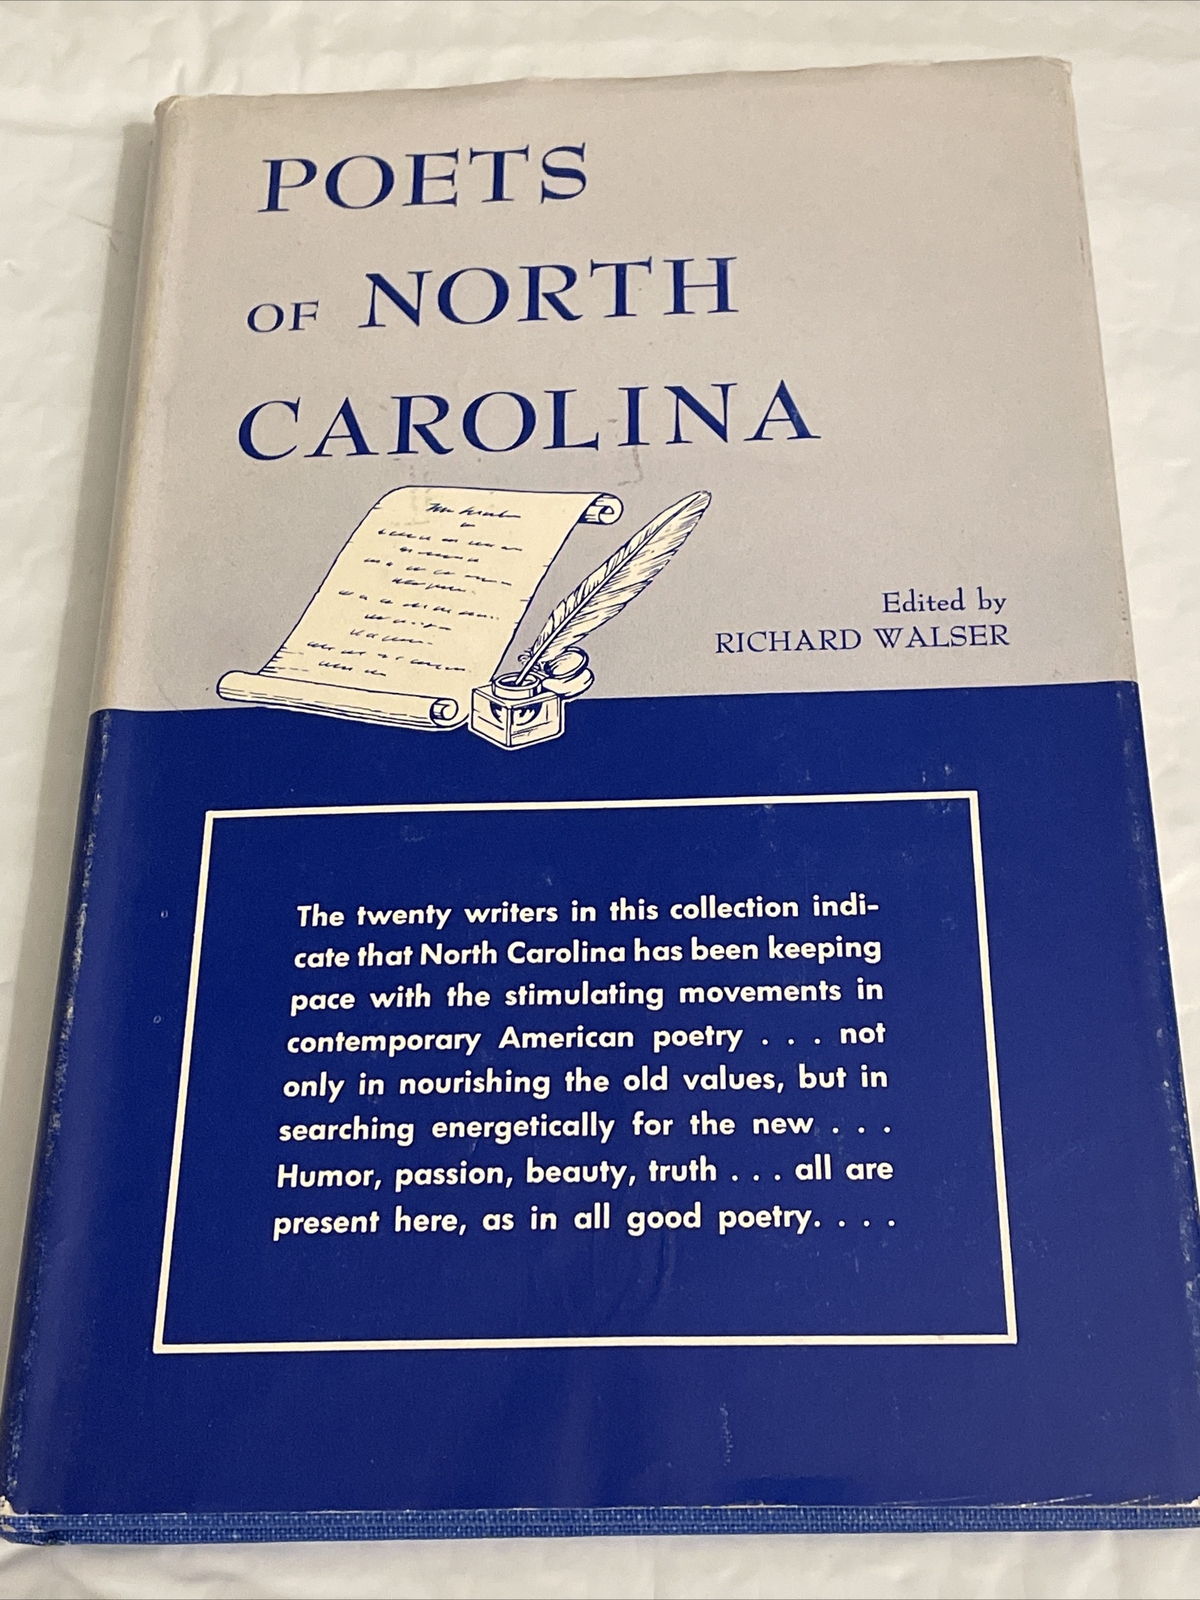 POETS
OF NORTH
CAROLINA
Edited by
RICHARD WALSER
The twenty writers in this collection indi-
cate that North Carolina has been keeping
pace with the stimulating movements in
contemporary American poetry . . . not
only in nourishing the old values, but in
searching energetically for the new . . .
Humor, passion, beauty, truth . . . all are
present here, as in all good poetry. . . .